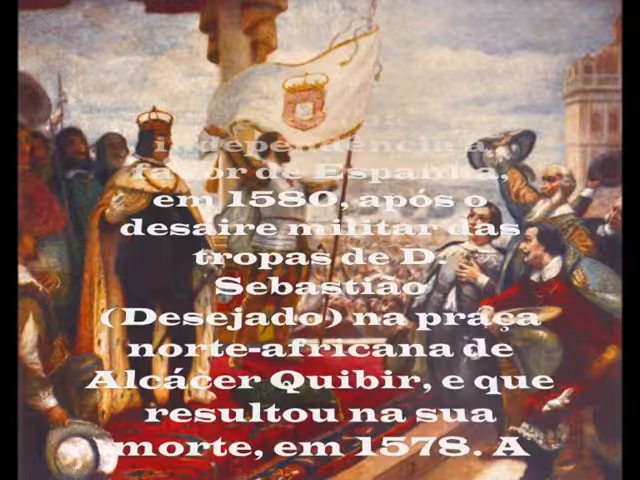 independência a
favor de Espanha,
em 1580, após o
desaire militar das
tropas de D.
Sebastião
(Desejado) na praça
norte-africana de
Alcácer Quibir, e que
resultou na sua
morte, em 1578. A